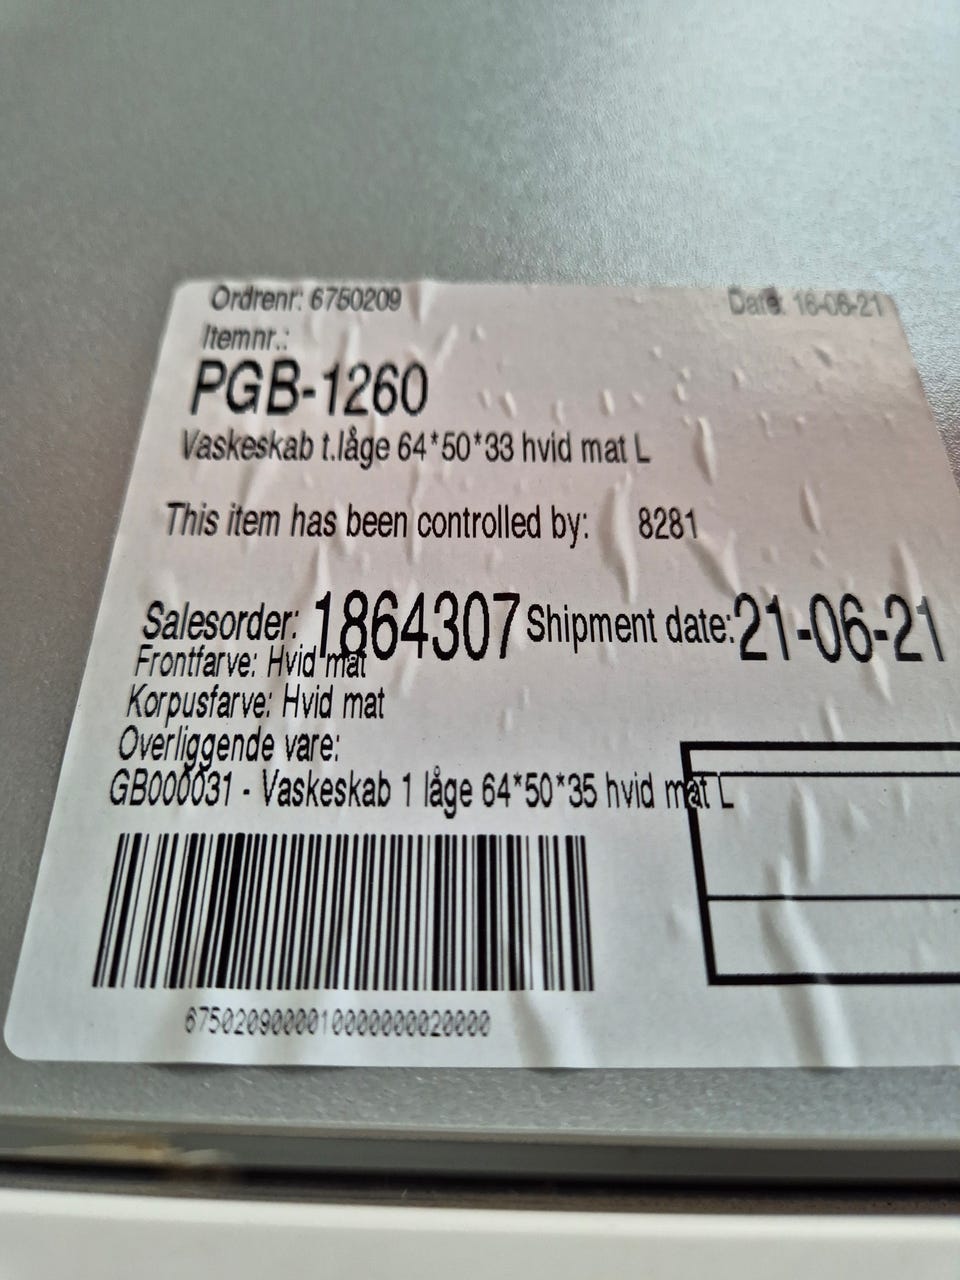 Ordrenr: 6750209
Date: 16-06-21
Itemnr.:
PGB-1260
Vaskeskab t.låge 64*50*33 hvid mat L
This item has been controlled by: 8281
Salesorder: 1864307 Shipment date: 21-06-21
Frontfarve: Hvid mat
Korpusfarve: Hvid mat
Overliggende vare:
GB000031 - Vaskeskab 1 låge 64*50*35 hvid mat L